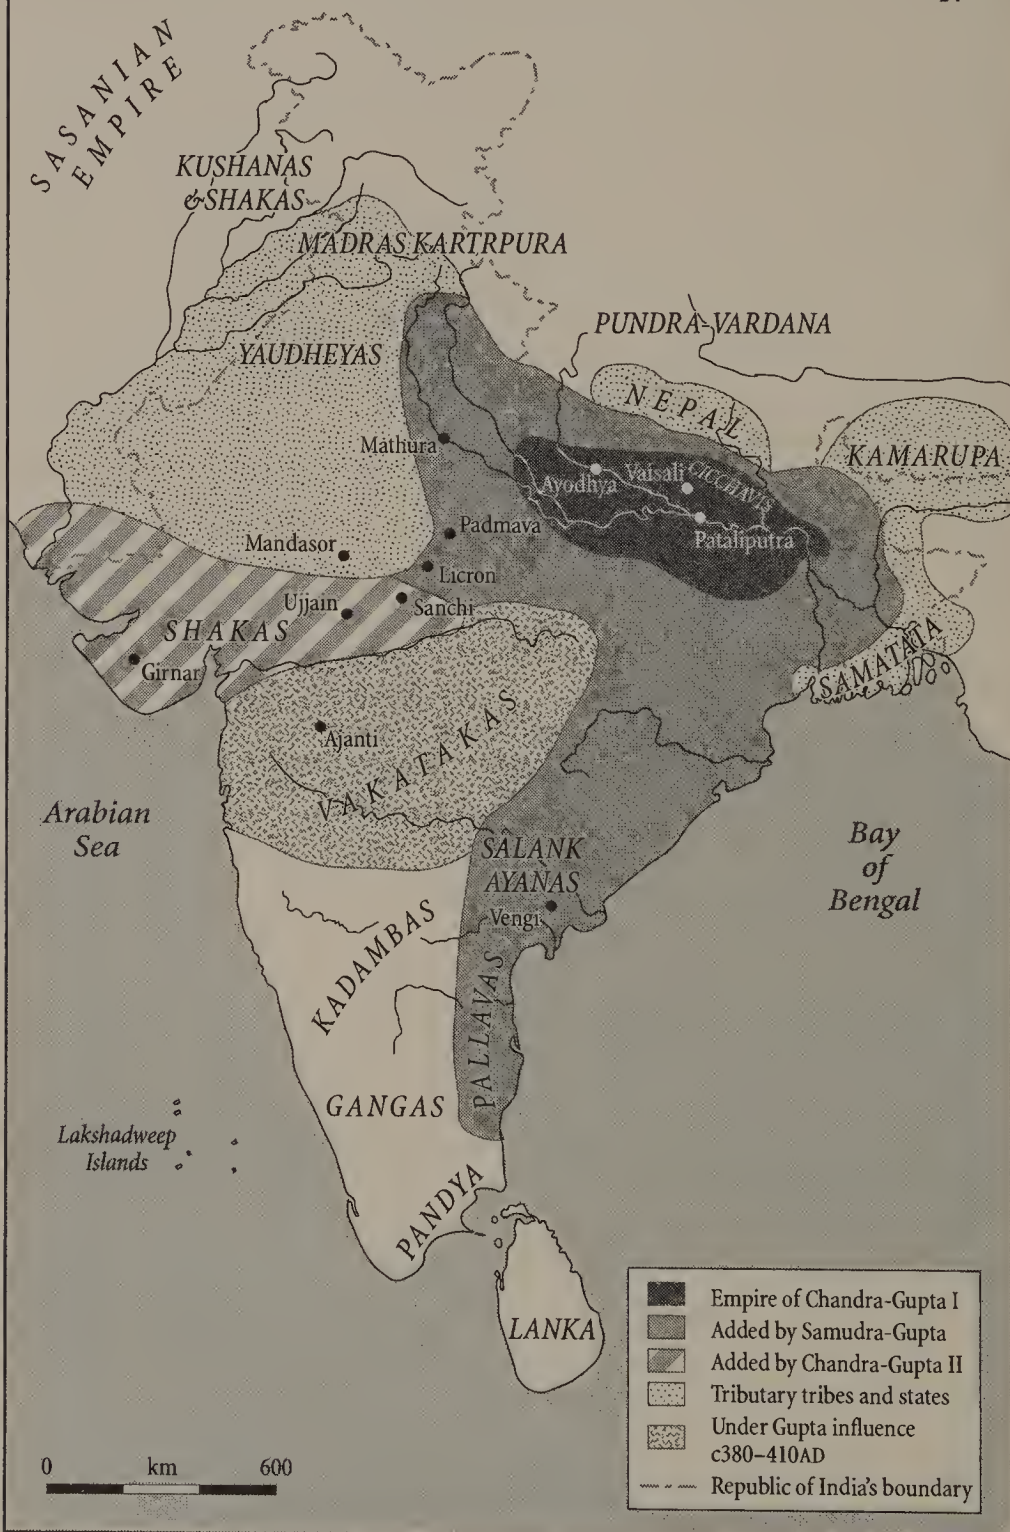 SASANIAN
EMPIRE
KUSHANAS
& SHAKAS
MADRAS KARTRPURA
PUNDRA-VARDANA
YAUDHEYAS
NEPAL
KAMARUPA
Mathura
Ayodhya
Vaisali
CICCHAVIS
Pataliputra
Padmava
Mandasor
Licron
Ujjain
Sanchi
SHAKAS
Girnar
SAMATATA
Ajanti
VAKATAKAS
Arabian
Sea
Bay
of
Bengal
SALANK
AYANAS
Vengi
KADAMBAS
PALLAVAS
GANGAS
Lakshadweep
Islands
PANDYA
LANKA
Empire of Chandra-Gupta I
Added by Samudra-Gupta
Added by Chandra-Gupta II
Tributary tribes and states
Under Gupta influence
c380–410AD
Republic of India's boundary
0 km 600